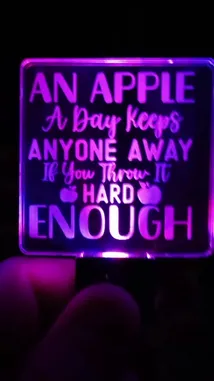 AN APPLE
A Day Keeps
ANYONE AWAY
If You Throw It
HARD
ENOUGH